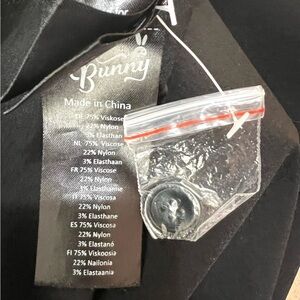 Bunny
Made in China
75% Viskose
22% Nylon
3% Elasthan
NL 75% Viscose
22% Nylon
3% Elasthaan
FR 75% Viscose
22% Nylon
3% Elasthanne
75% Viscosa
22% Nylon
3% Elasthane
ES 75% Viscosa
22% Nylon
3% Elastanó
FI 75% Viskoosia
22% Nailonia
3% Elastaania